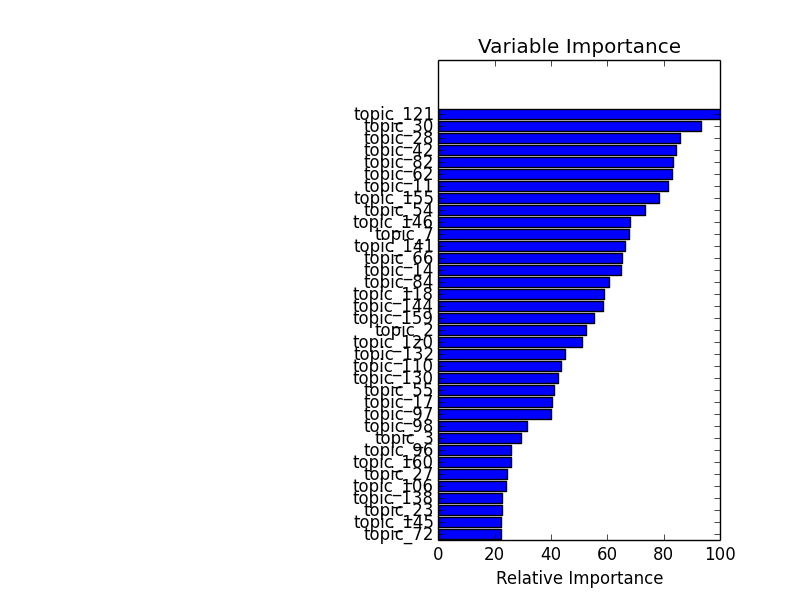 Variable Importance
topic_121
topic_30
topic_28
topic_42
topic_82
topic_62
topic_11
topic_155
topic_54
topic_146
topic_7
topic_141
topic_66
topic_14
topic_84
topic_118
topic_144
topic_159
topic_2
topic_120
topic_132
topic_110
topic_130
topic_55
topic_17
topic_97
topic_98
topic_3
topic_96
topic_160
topic_27
topic_106
topic_138
topic_23
topic_145
topic_72
0 20 40 60 80 100
Relative Importance